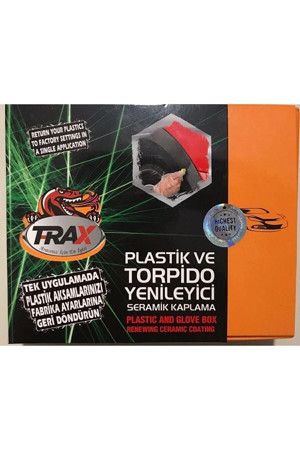 RETURN YOUR PLASTICS
TO FACTORY SETTINGS IN
A SINGLE APPLICATION
TRAX
TEK UYGULAMADA
PLASTİK AKSAMLARINIZI
FABRİKA AYARLARINA
GERİ DÖNDÜRÜN
HIGHEST
QUALITY
PLASTİK VE
TORPİDO
YENİLEYİCİ
SERAMİK KAPLAMA
PLASTIC AND GLOVE BOX
RENEWING CERAMIC COATING